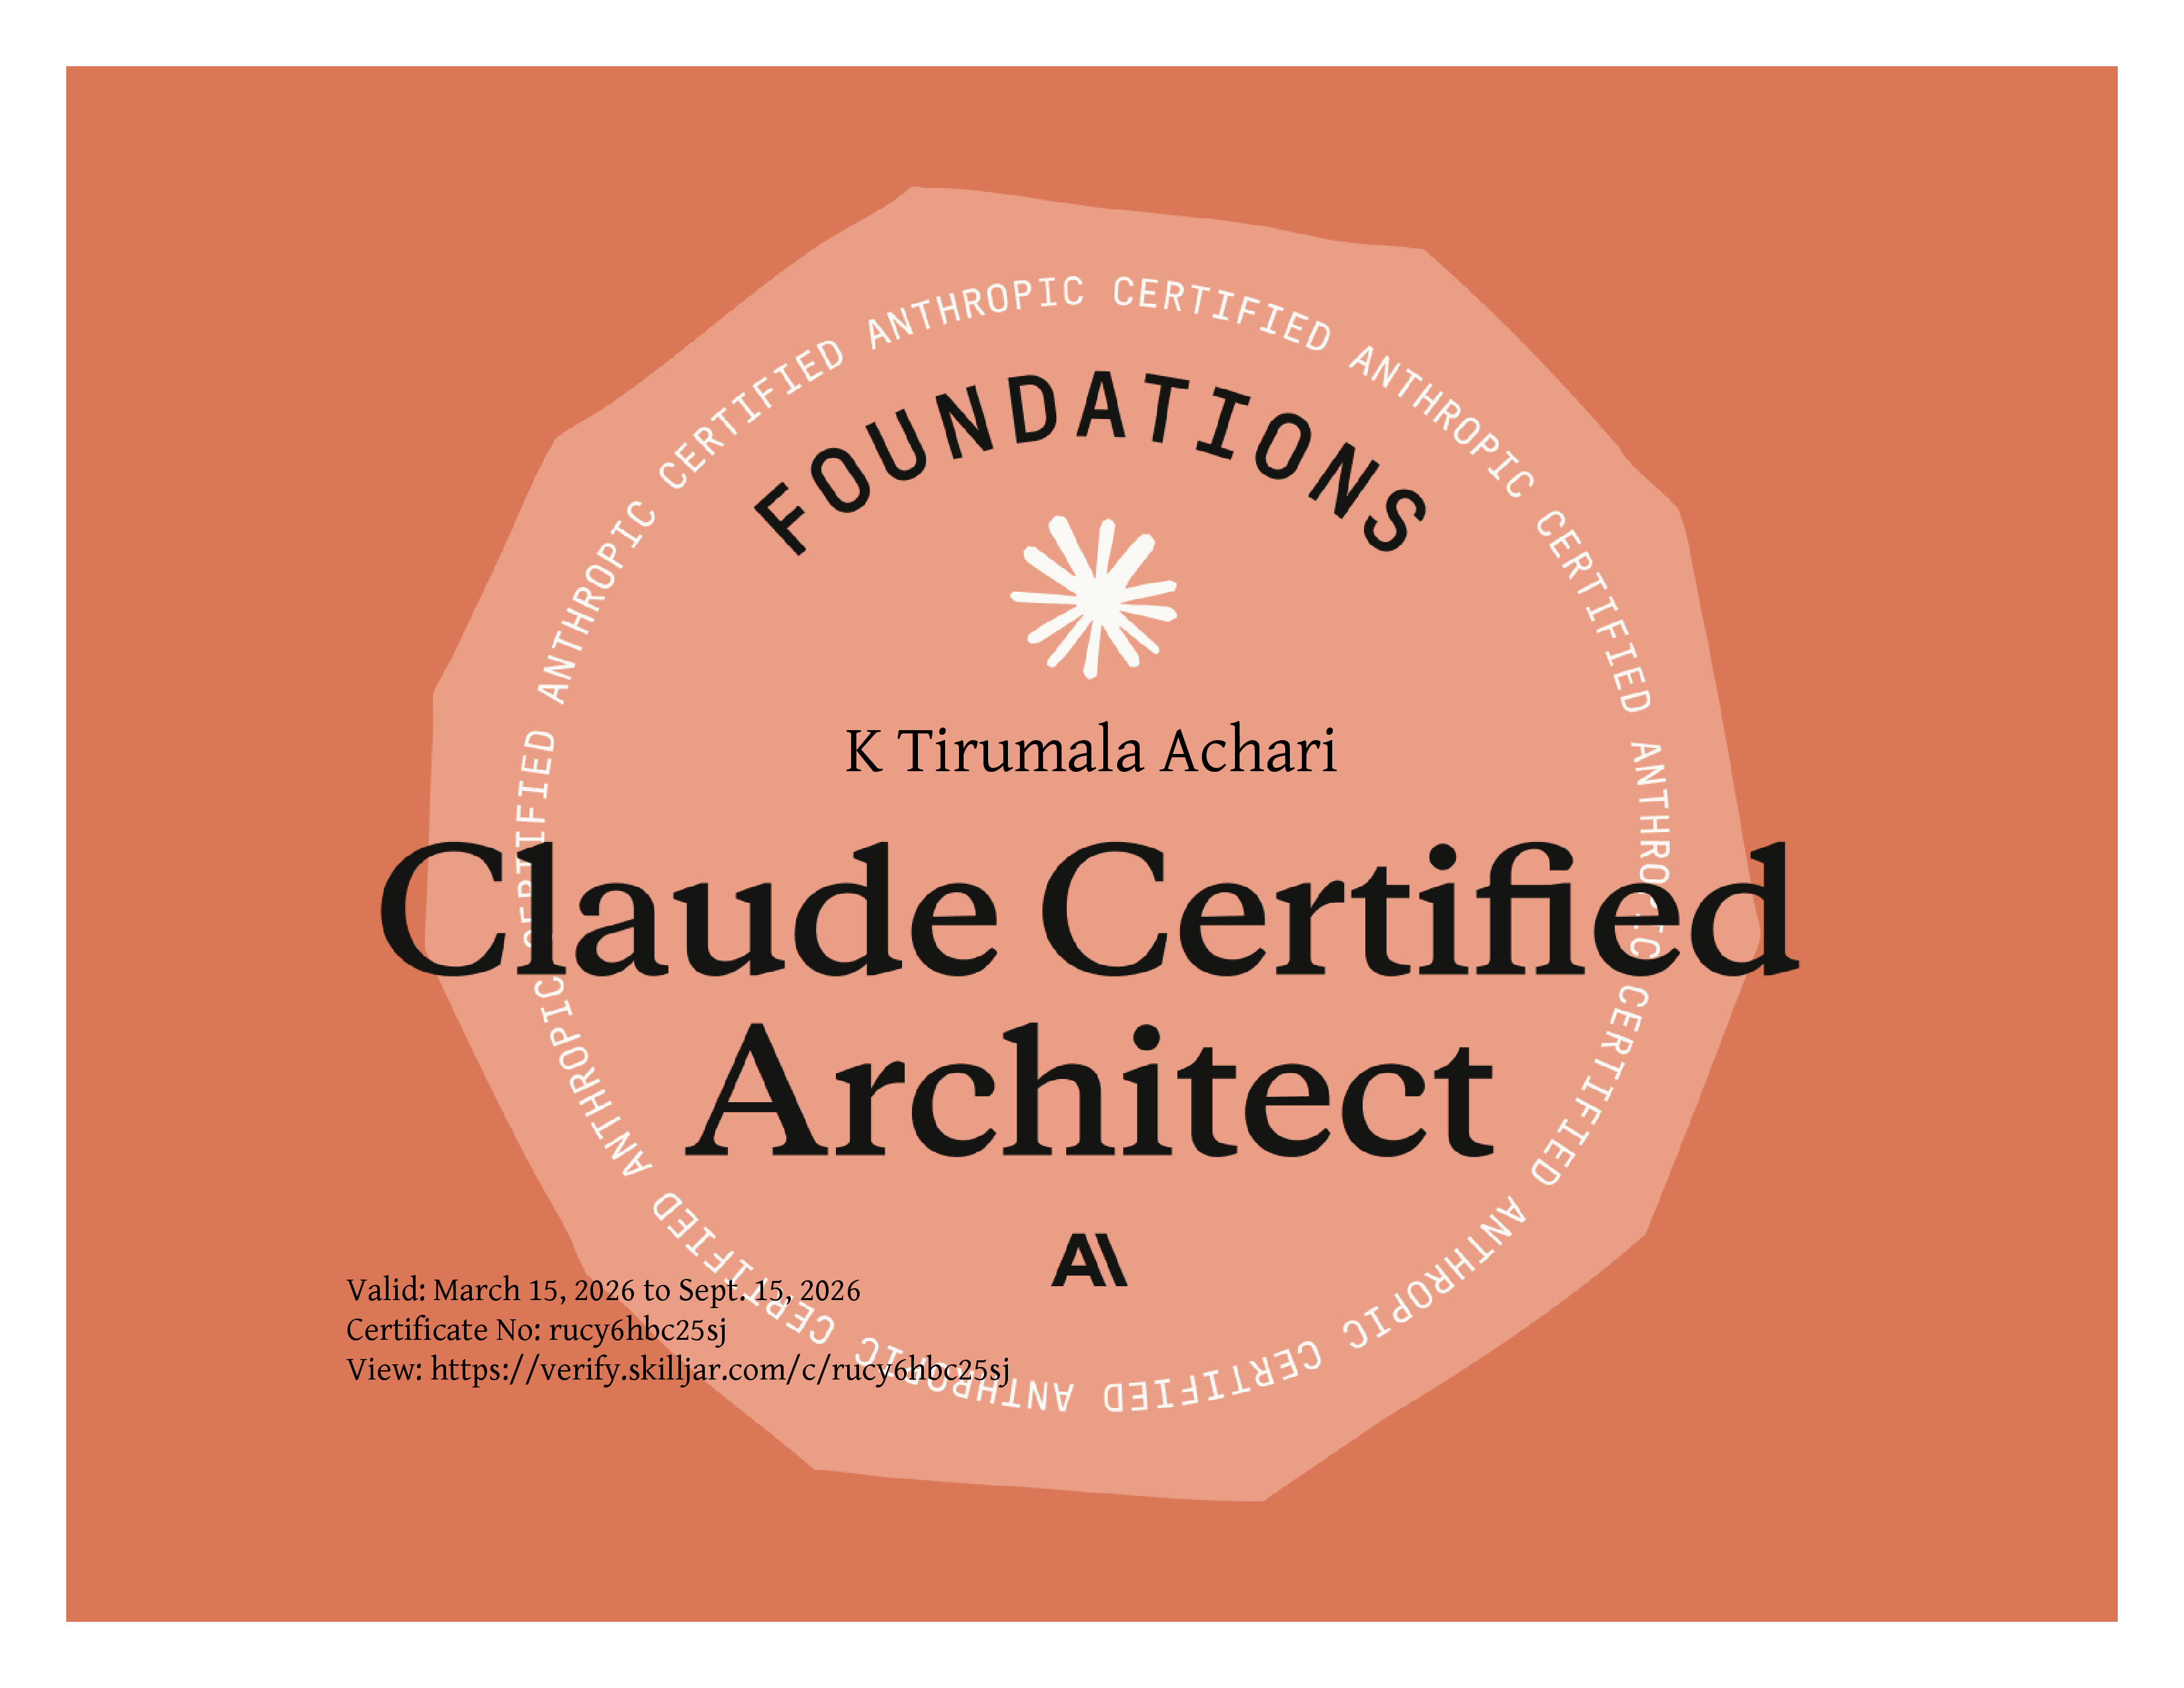 ANTHROPIC CERTIFIED ANTHROPIC CERTIFIED ANTHROPIC CERTIFIED ANTHROPIC CERTIFIED ANTHROPIC CERTIFIED ANTHROPIC CERTIFIED ANTHROPIC CERTIFIED
FOUNDATIONS
K Tirumala Achari
Claude Certified
Architect
AI
Valid: March 15, 2026 to Sept. 15, 2026
Certificate No: rucy6hbc25sj
View: https://verify.skilljar.com/c/rucy6hbc25sj